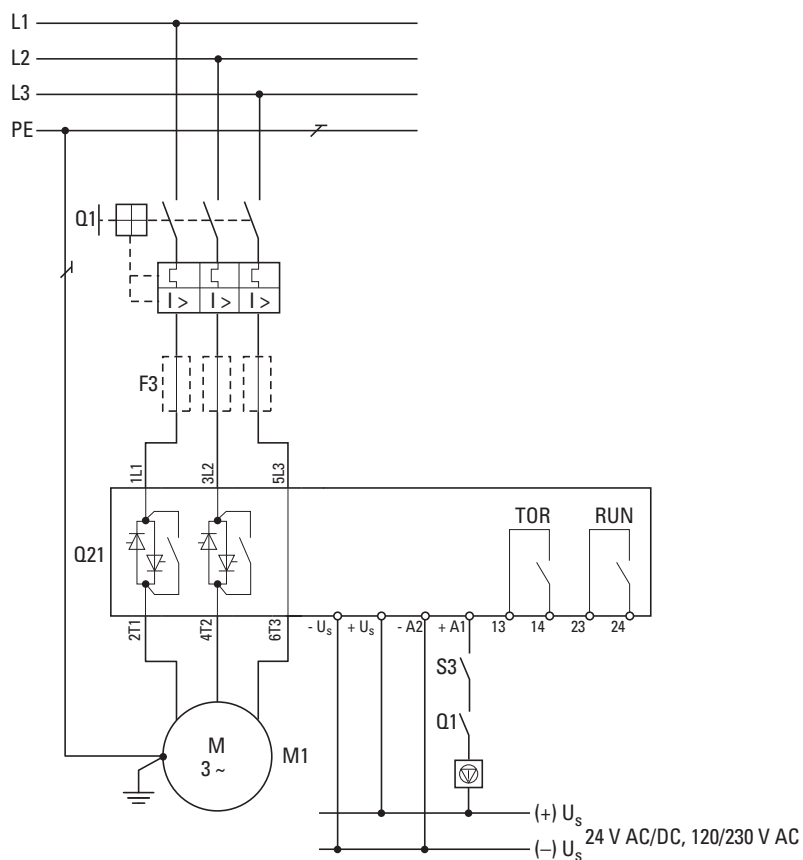 L1
L2
L3
PE
Q1
I > I > I >
F3
1L1 3L2 5L3
TOR RUN
Q21
2T1 4T2 6T3 - Us + Us - A2 + A1 13 14 23 24
S3
Q1
M
3 ~
M1
(+) Us
24 V AC/DC, 120/230 V AC
(–) Us